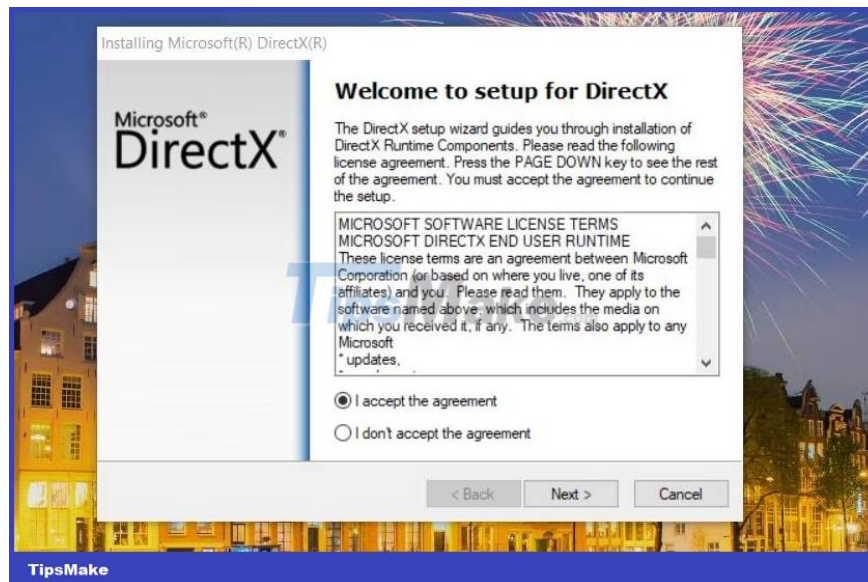 Installing Microsoft(R) DirectX(R)
Microsoft®
DirectX®
Welcome to setup for DirectX
The DirectX setup wizard guides you through installation of
DirectX Runtime Components. Please read the following
license agreement. Press the PAGE DOWN key to see the rest
of the agreement. You must accept the agreement to continue
the setup.
MICROSOFT SOFTWARE LICENSE TERMS
MICROSOFT DIRECTX END USER RUNTIME
These license terms are an agreement between Microsoft
Corporation (or based on where you live, one of its
affiliates) and you. Please read them. They apply to the
software named above, which includes the media on
which you received it, if any. The terms also apply to any
Microsoft
* updates,
TipsMake.com
I accept the agreement
I don't accept the agreement
< Back
Next >
Cancel
TipsMake